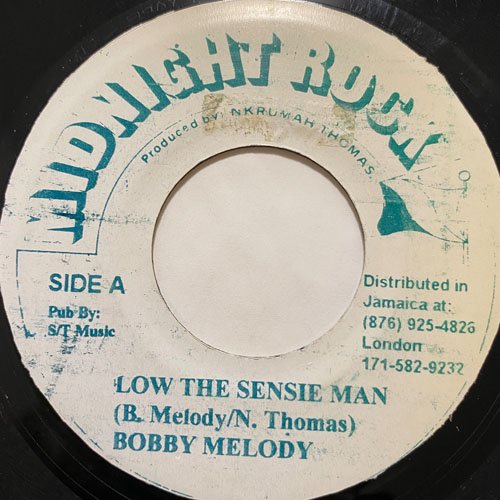 MIDNIGHT ROCK
Produced by: NKRUMAH THOMAS.
SIDE A
Pub By:
S/T Music
Distributed in
Jamaica at:
(876) 925-4826
London
171-582-9232
'LOW THE SENSIE MAN
(B. Melody/N. Thomas)
BOBBY MELODY